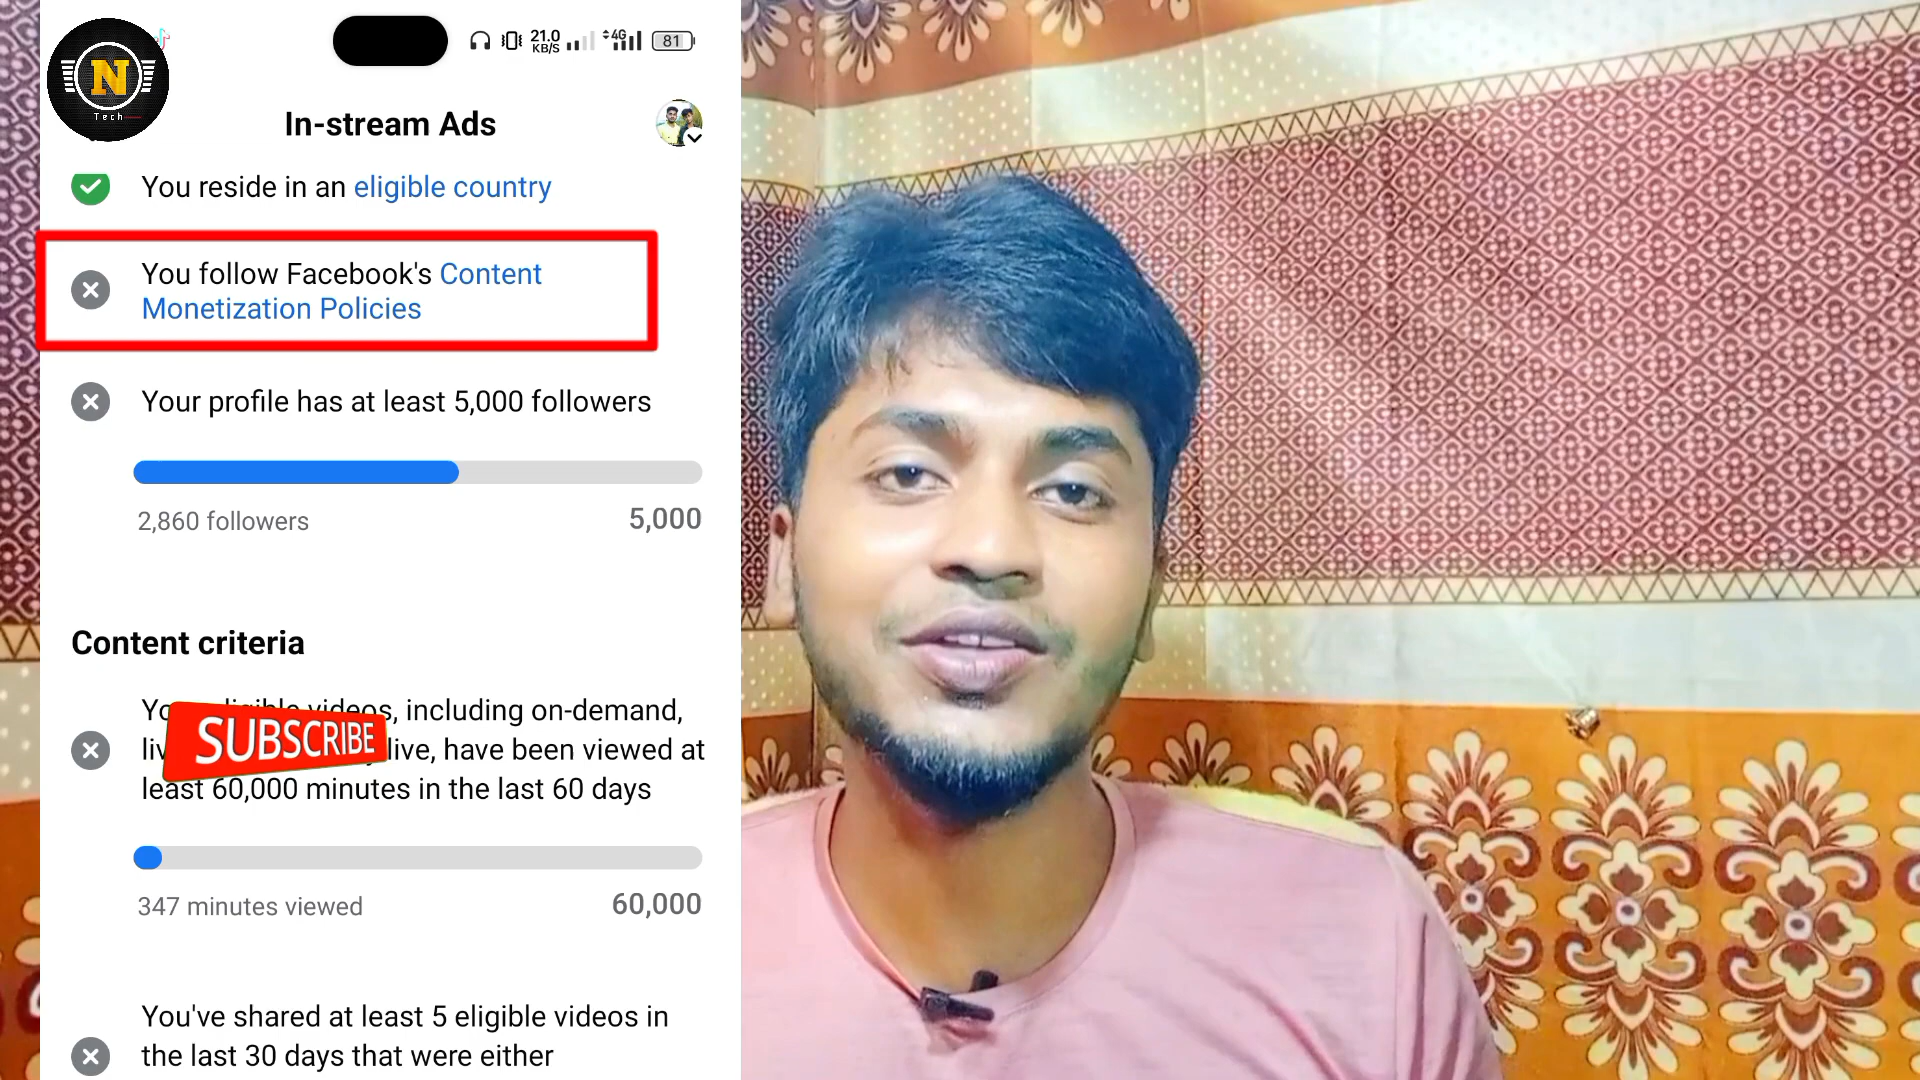 21.0
KB/S
4G
81
N
Tech
In-stream Ads
You reside in an eligible country
You follow Facebook's Content
Monetization Policies
Your profile has at least 5,000 followers
2,860 followers
5,000
Content criteria
videos, including on-demand,
SUBSCRIBE
live, have been viewed at
least 60,000 minutes in the last 60 days
347 minutes viewed
60,000
You've shared at least 5 eligible videos in
the last 30 days that were either